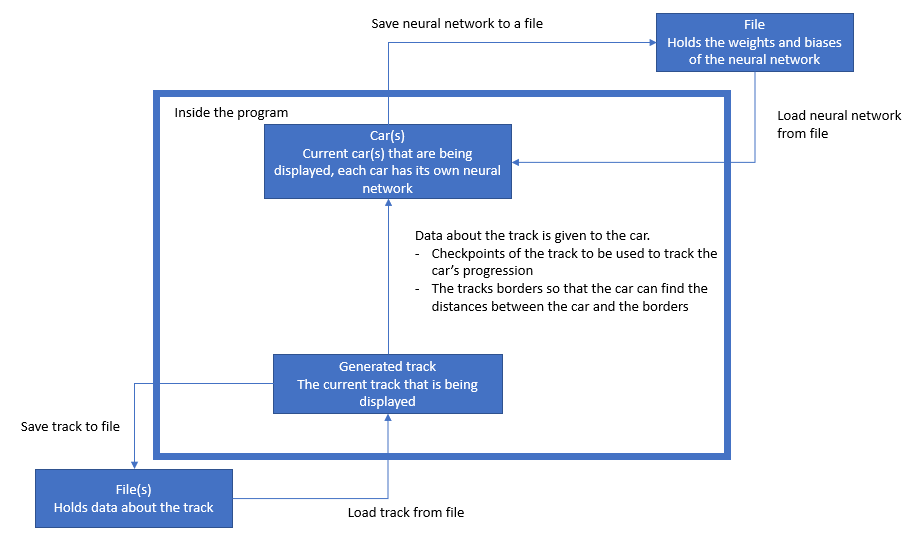 Save neural network to a file
File
Holds the weights and biases
of the neural network
Inside the program
Load neural network
from file
Car(s)
Current car(s) that are being
displayed, each car has its own neural
network
Data about the track is given to the car.
- Checkpoints of the track to be used to track the
car’s progression
- The tracks borders so that the car can find the
distances between the car and the borders
Generated track
The current track that is being
displayed
Save track to file
File(s)
Holds data about the track
Load track from file